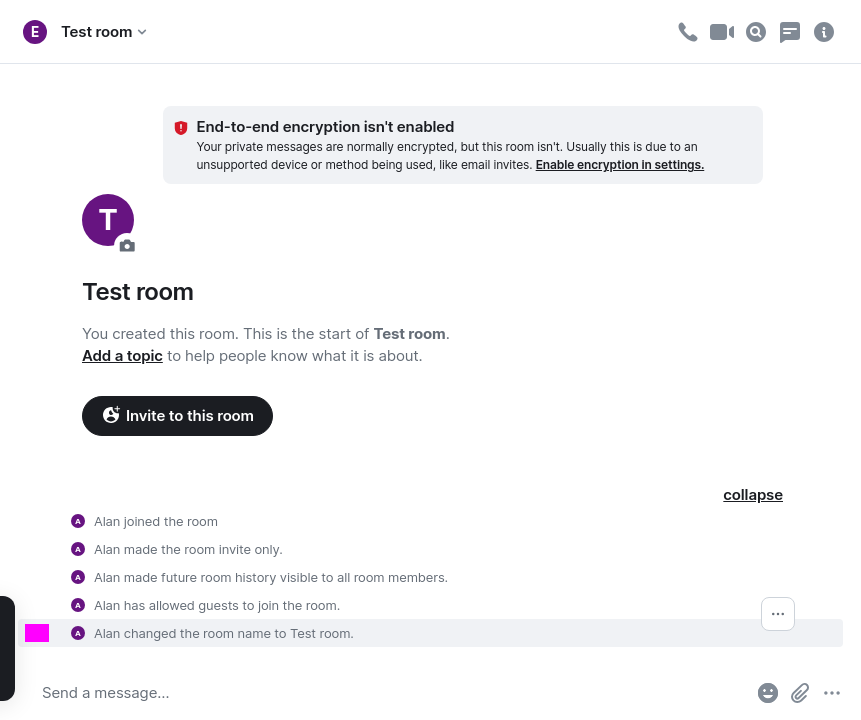 E Test room
End-to-end encryption isn't enabled
Your private messages are normally encrypted, but this room isn't. Usually this is due to an
unsupported device or method being used, like email invites. Enable encryption in settings.
T
Test room
You created this room. This is the start of Test room.
Add a topic to help people know what it is about.
Invite to this room
collapse
A Alan joined the room
A Alan made the room invite only.
A Alan made future room history visible to all room members.
A Alan has allowed guests to join the room.
A Alan changed the room name to Test room.
Send a message…